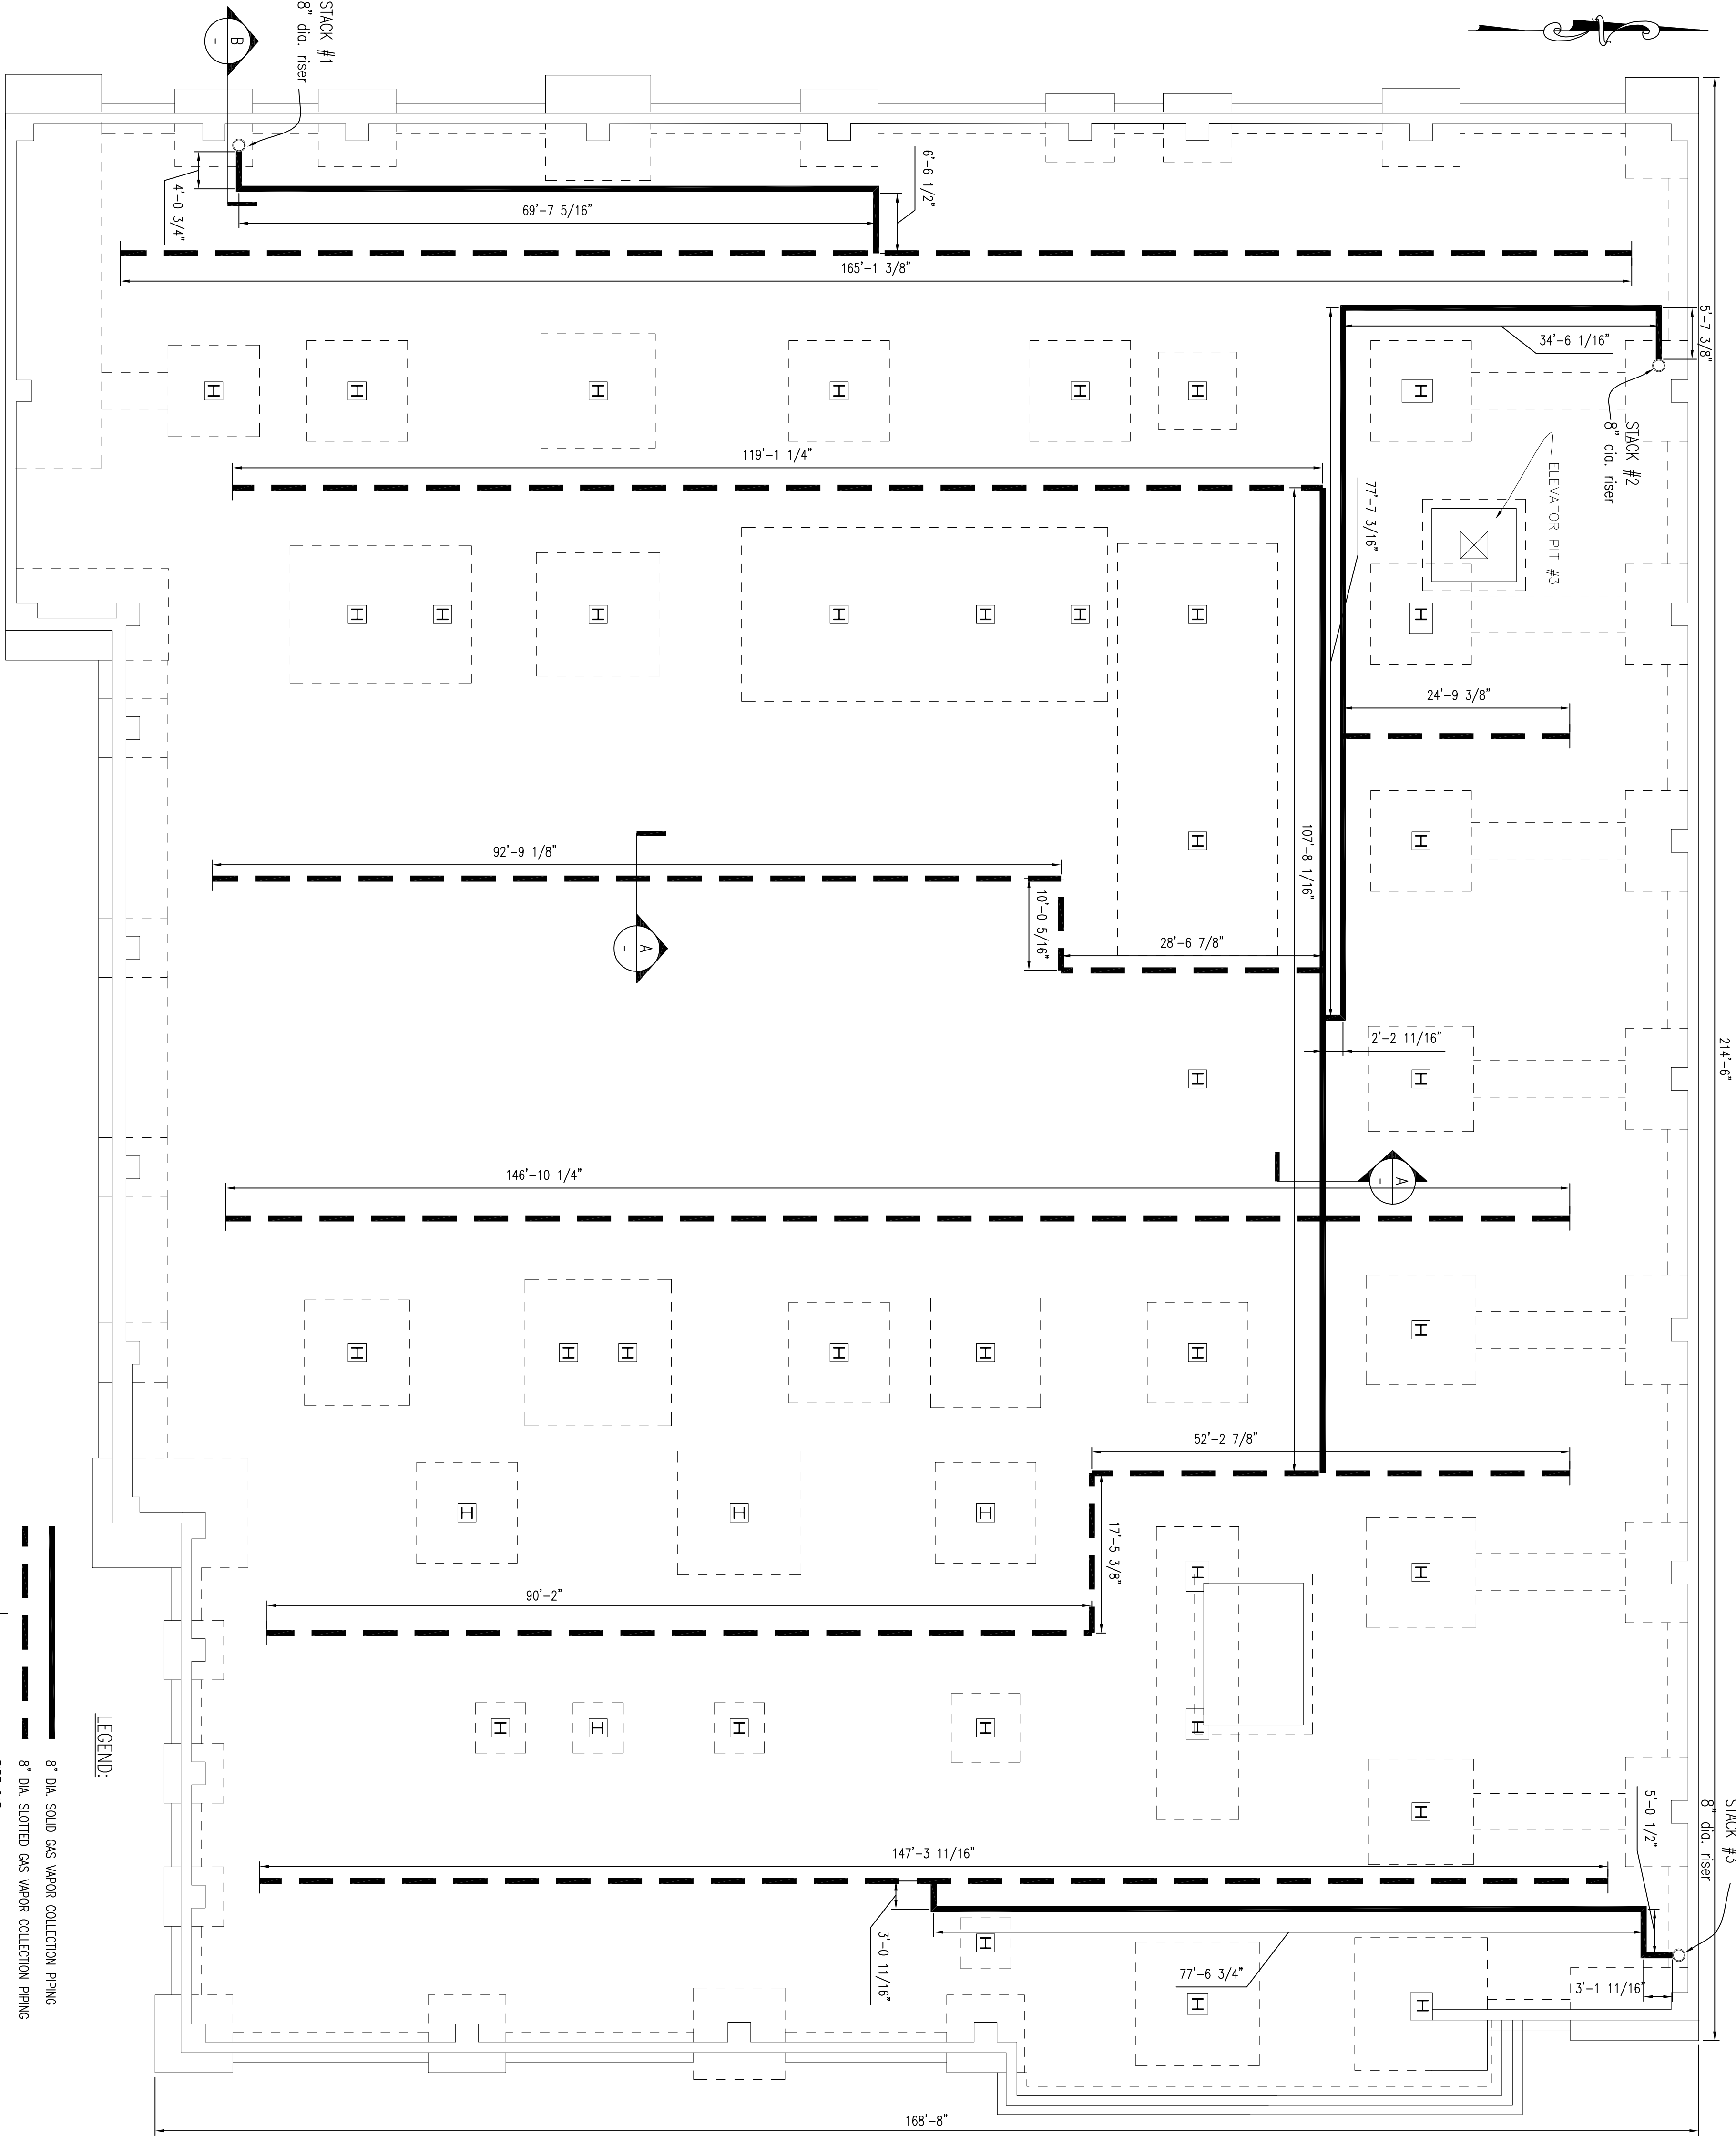 STACK #1
8" dia. riser
B
-
4'-0 3/4"
69'-7 5/16"
6'-6 1/2"
165'-1 3/8"
5'-7 3/8"
34'-6 1/16"
STACK #2
8" dia. riser
ELEVATOR PIT #3
119'-1 1/4"
77'-7 3/16"
24'-9 3/8"
107'-8 1/16"
92'-9 1/8"
10'-0 5/16"
28'-6 7/8"
A
-
2'-2 11/16"
214'-6"
A
-
146'-10 1/4"
52'-2 7/8"
17'-5 3/8"
90'-2"
147'-3 11/16"
3'-0 11/16"
77'-6 3/4"
5'-0 1/2"
STACK #3
8" dia. riser
3'-1 11/16"
168'-8"
LEGEND:
8" DIA. SOLID GAS VAPOR COLLECTION PIPING
8" DIA. SLOTTED GAS VAPOR COLLECTION PIPING